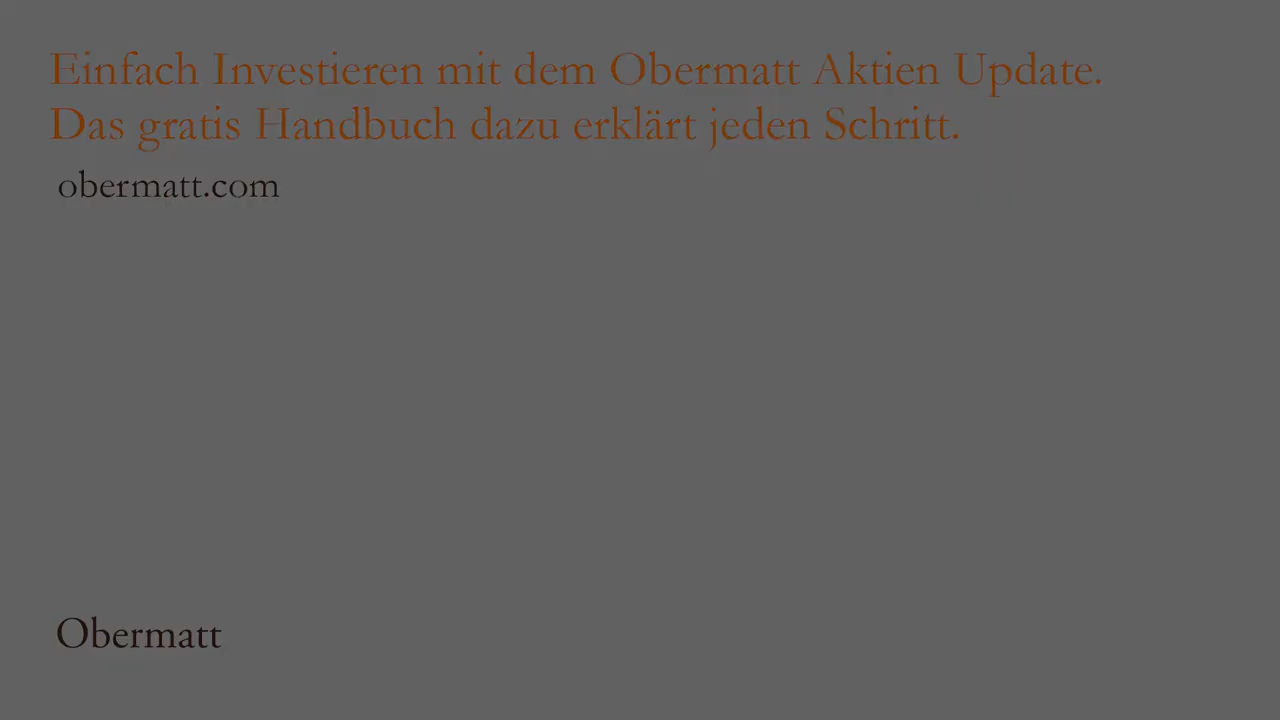 Einfach Investieren mit dem Obermatt Aktien Update.
Das gratis Handbuch dazu erklärt jeden Schritt.
obermatt.com
Obermatt